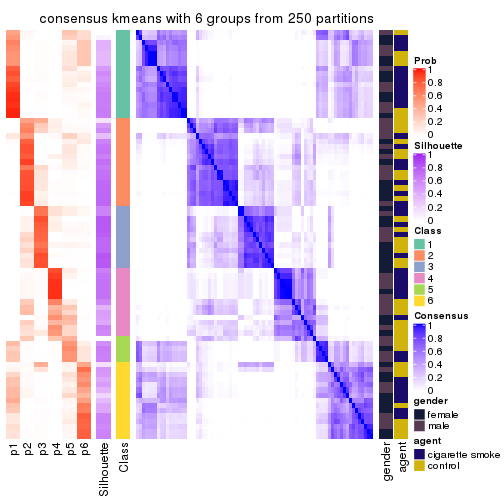 consensus kmeans with 6 groups from 250 partitions
Prob
1
0.8
0.6
0.4
0.2
0
Silhouette
1
0.8
0.6
0.4
0.2
0
Class
1
2
3
4
5
6
Consensus
1
0.8
0.6
0.4
0.2
0
gender
female
male
agent
cigarette smoke
control
p1
p2
p3
p4
p5
p6
Silhouette
Class
gender
agent